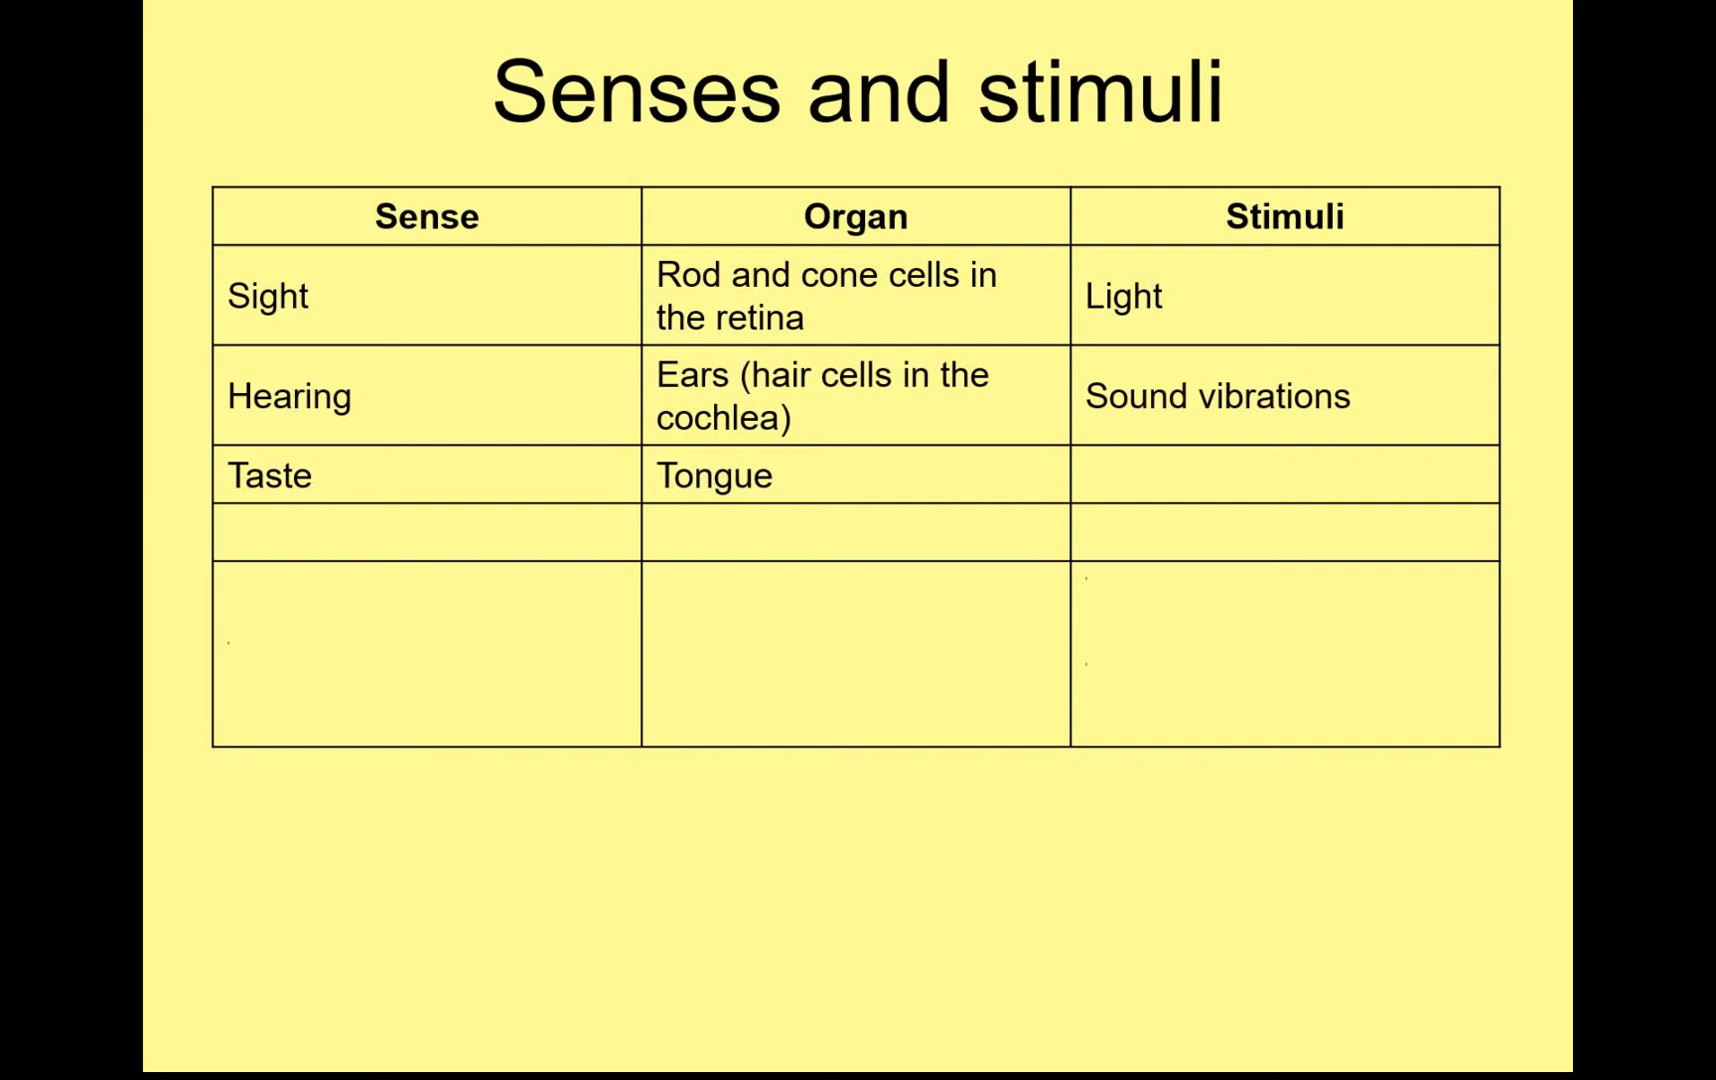 Senses and stimuli
Sense Organ Stimuli
Sight Rod and cone cells in the retina Light
Hearing Ears (hair cells in the cochlea) Sound vibrations
Taste Tongue